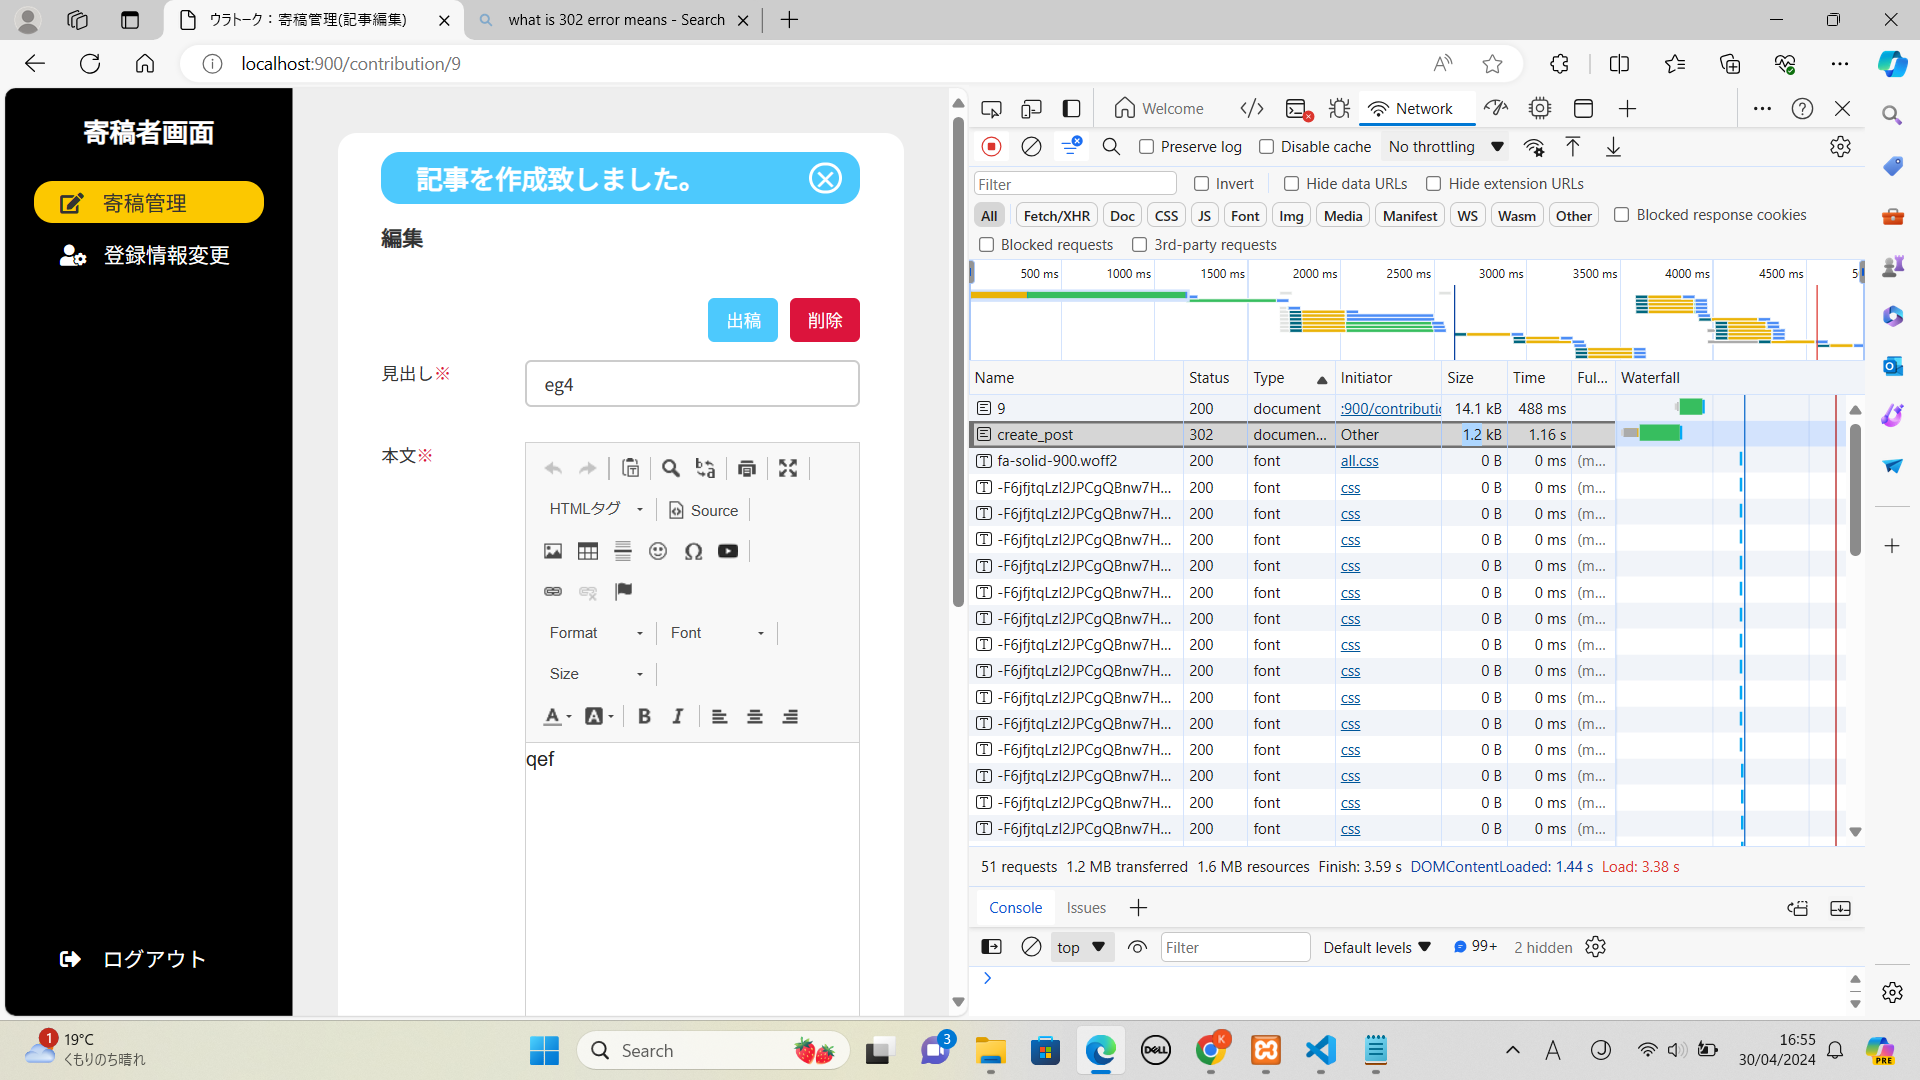 ウラトーク：寄稿管理(記事編集)
what is 302 error means - Search
localhost:900/contribution/9
寄稿者画面
寄稿管理
登録情報変更
ログアウト
記事を作成致しました。
編集
出稿 削除
見出し※
eg4
本文※
HTMLタグ
Source
Format Font
Size
qef
Welcome
Network
Preserve log Disable cache No throttling
Filter Invert Hide data URLs Hide extension URLs
All Fetch/XHR Doc CSS JS Font Img Media Manifest WS Wasm Other Blocked response cookies
Blocked requests 3rd-party requests
500 ms 1000 ms 1500 ms 2000 ms 2500 ms 3000 ms 3500 ms 4000 ms 4500 ms 5
Name Status Type Initiator Size Time Ful... Waterfall
9 200 document :900/contributio 14.1 kB 488 ms
create_post 302 documen... Other 1.2 kB 1.16 s
fa-solid-900.woff2 200 font all.css 0 B 0 ms (m...
-F6jfjtqLzI2JPCgQBnw7H... 200 font css 0 B 0 ms (m...
-F6jfjtqLzI2JPCgQBnw7H... 200 font css 0 B 0 ms (m...
-F6jfjtqLzI2JPCgQBnw7H... 200 font css 0 B 0 ms (m...
-F6jfjtqLzI2JPCgQBnw7H... 200 font css 0 B 0 ms (m...
-F6jfjtqLzI2JPCgQBnw7H... 200 font css 0 B 0 ms (m...
-F6jfjtqLzI2JPCgQBnw7H... 200 font css 0 B 0 ms (m...
-F6jfjtqLzI2JPCgQBnw7H... 200 font css 0 B 0 ms (m...
-F6jfjtqLzI2JPCgQBnw7H... 200 font css 0 B 0 ms (m...
-F6jfjtqLzI2JPCgQBnw7H... 200 font css 0 B 0 ms (m...
-F6jfjtqLzI2JPCgQBnw7H... 200 font css 0 B 0 ms (m...
-F6jfjtqLzI2JPCgQBnw7H... 200 font css 0 B 0 ms (m...
-F6jfjtqLzI2JPCgQBnw7H... 200 font css 0 B 0 ms (m...
-F6jfjtqLzI2JPCgQBnw7H... 200 font css 0 B 0 ms (m...
-F6jfjtqLzI2JPCgQBnw7H... 200 font css 0 B 0 ms (m...
51 requests 1.2 MB transferred 1.6 MB resources Finish: 3.59 s DOMContentLoaded: 1.44 s Load: 3.38 s
Console Issues
top Filter Default levels 99+ 2 hidden
1
19°C
くもりのち晴れ
Search
3
DELL
K
A
16:55
30/04/2024
PRE